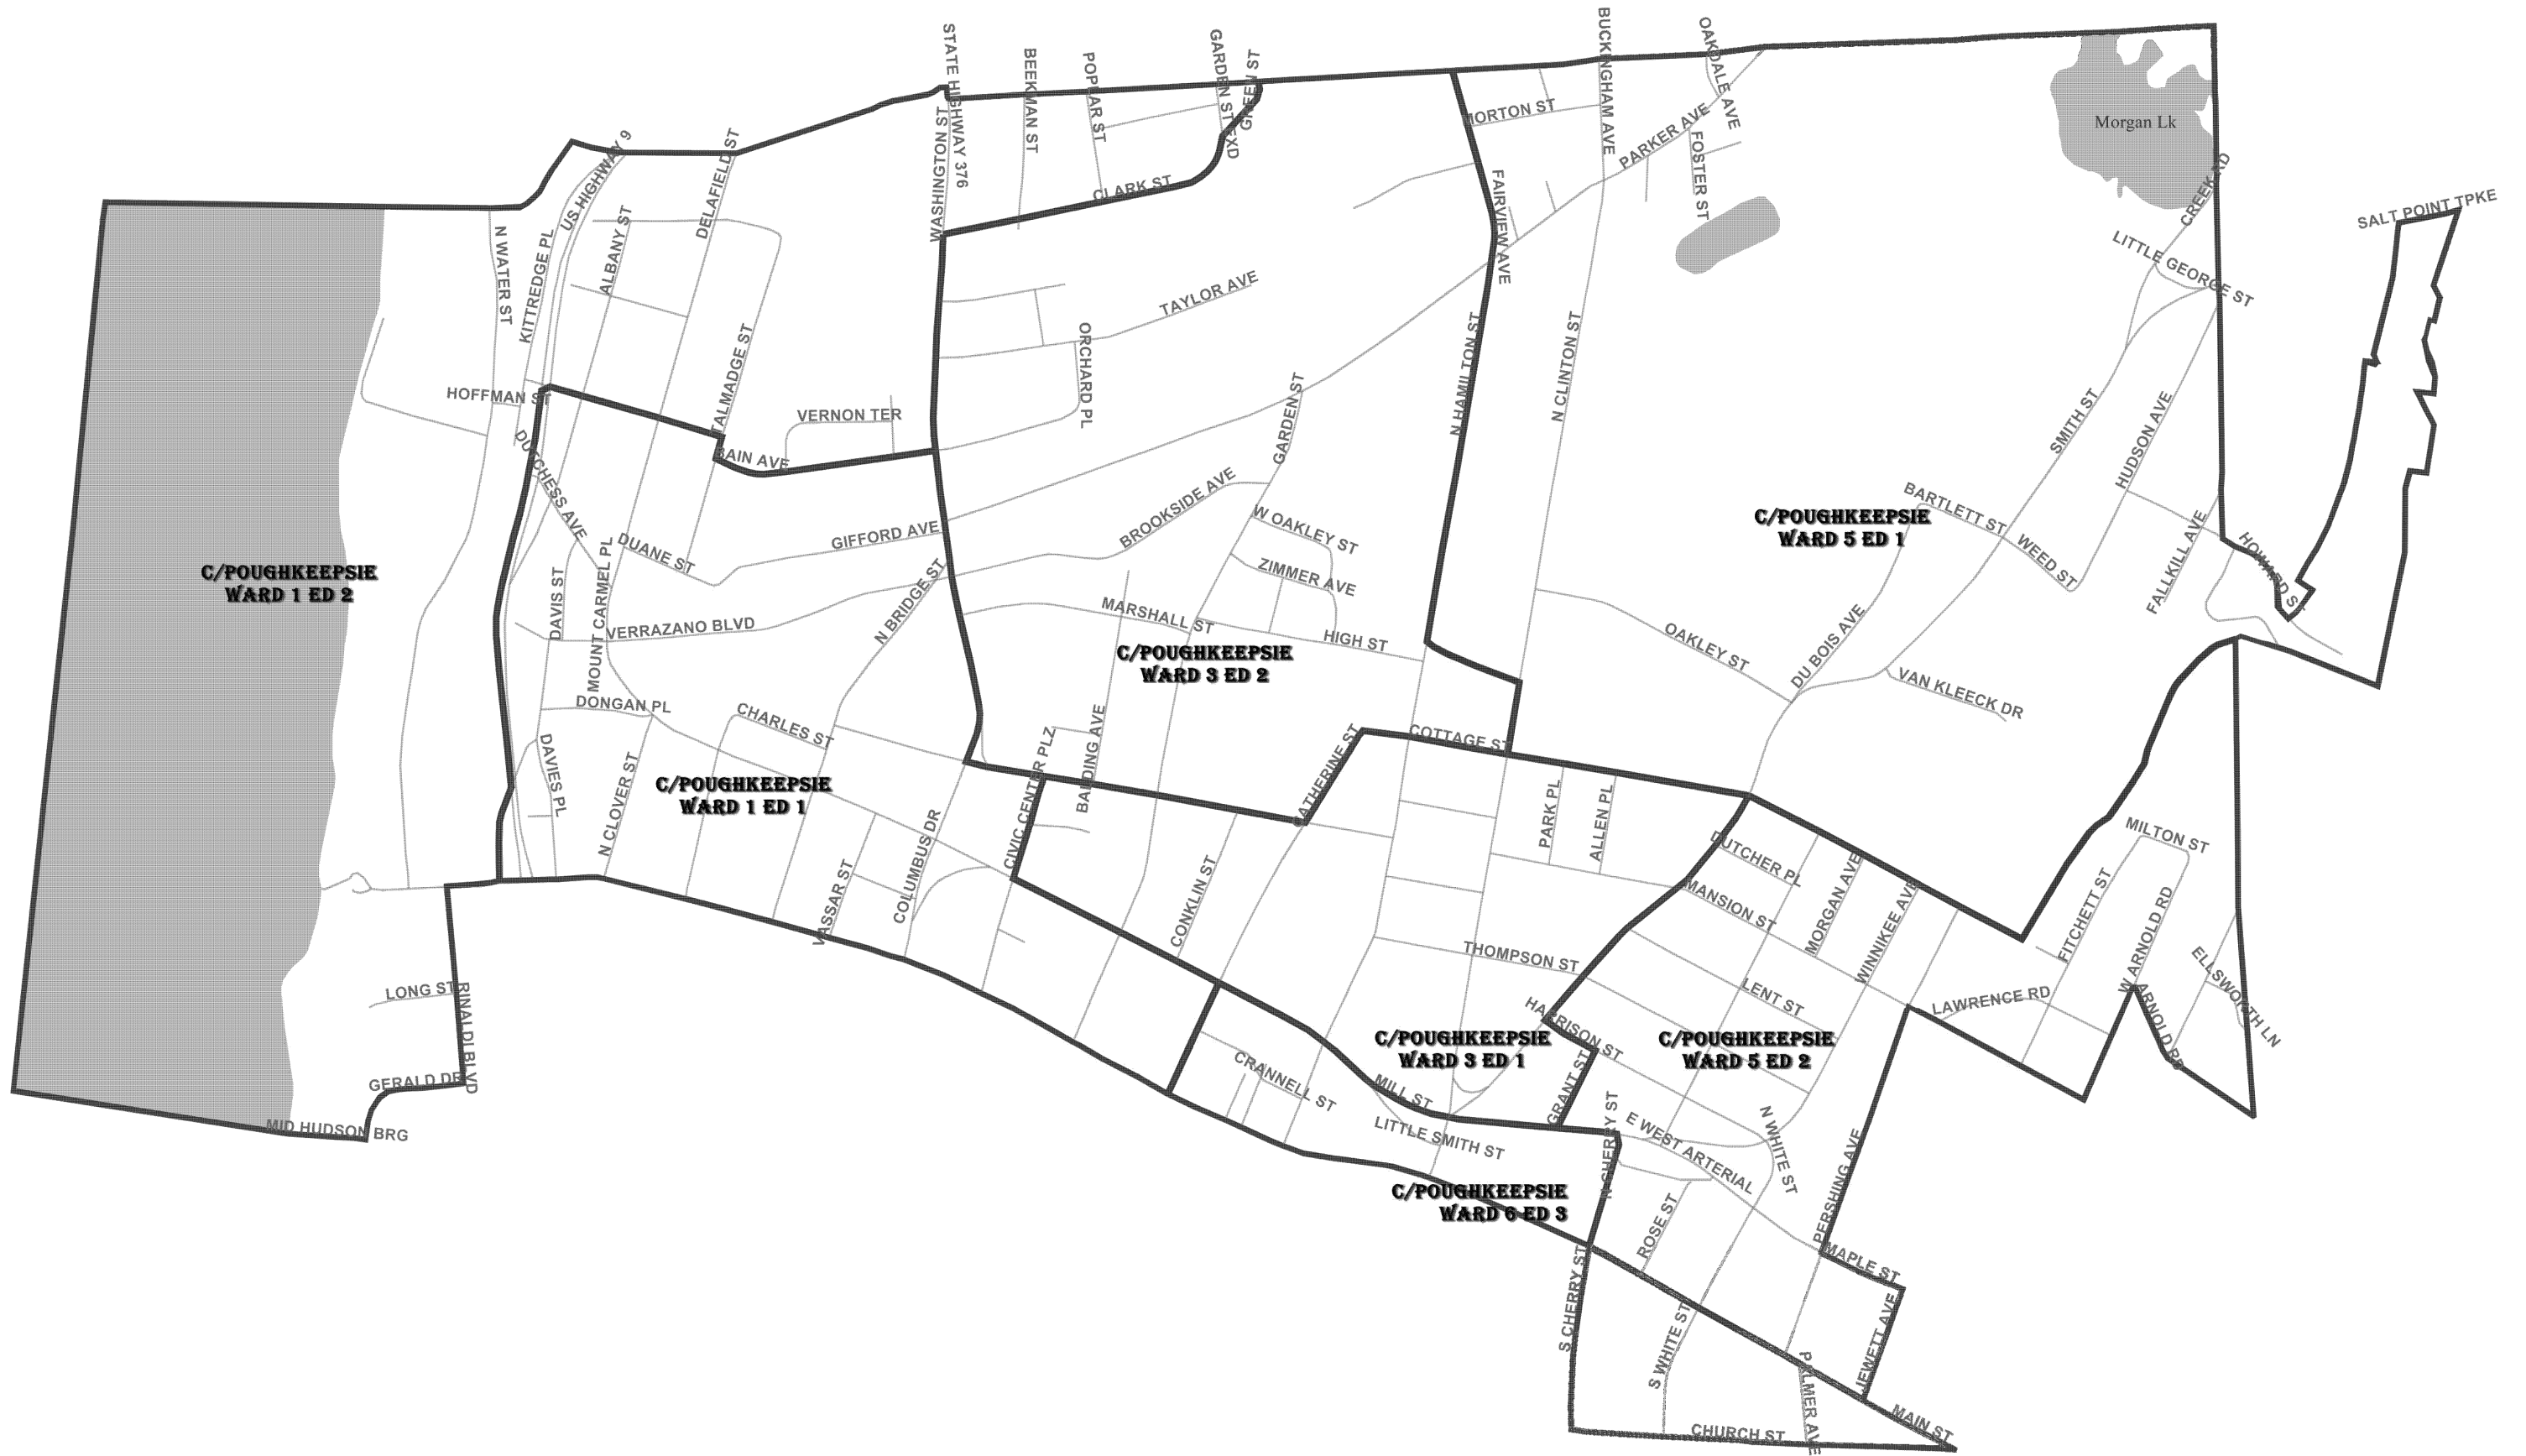 STATE HIGHWAY 376
WASHINGTON ST
BEEKMAN ST
POPLAR ST
GARDEN ST EXD
GREEN ST
CLARK ST
BUCKINGHAM AVE
OAKDALE AVE
MORTON ST
PARKER AVE
FOSTER ST
FAIRVIEW AVE
Morgan Lk
CREEK RD
LITTLE GEORGE ST
SALT POINT TPKE
US HIGHWAY 9
DELAFIELD ST
ALBANY ST
KITTREDGE PL
N WATER ST
TALMADGE ST
HOFFMAN ST
VERNON TER
BAIN AVE
TAYLOR AVE
ORCHARD PL
GARDEN ST
N HAMILTON ST
N CLINTON ST
SMITH ST
HUDSON AVE
BARTLETT ST
WEED ST
FALLKILL AVE
HOWARD ST
DUTCHESS AVE
DUANE ST
GIFFORD AVE
BROOKSIDE AVE
W OAKLEY ST
ZIMMER AVE
C/POUGHKEEPSIE
WARD 5 ED 1
C/POUGHKEEPSIE
WARD 1 ED 2
DAVIS ST
MOUNT CARMEL PL
VERRAZANO BLVD
N BRIDGE ST
MARSHALL ST
HIGH ST
C/POUGHKEEPSIE
WARD 3 ED 2
OAKLEY ST
DU BOIS AVE
VAN KLEECK DR
DONGAN PL
CHARLES ST
DAVIES PL
N CLOVER ST
C/POUGHKEEPSIE
WARD 1 ED 1
CIVIC CENTER PLZ
BALDING AVE
CATHERINE ST
COTTAGE ST
PARK PL
ALLEN PL
DUTCHER PL
MANSION ST
MORGAN AVE
WINNIKEE AVE
MILTON ST
FITCHETT ST
W ARNOLD RD
ARNOLD RD
ELLSWORTH LN
LAWRENCE RD
VASSAR ST
COLUMBUS DR
CONKLIN ST
THOMPSON ST
LENT ST
HARRISON ST
LONG ST
RINALDI BLVD
GERALD DR
MID HUDSON BRG
C/POUGHKEEPSIE
WARD 3 ED 1
C/POUGHKEEPSIE
WARD 5 ED 2
CRANNELL ST
MILL ST
LITTLE SMITH ST
GRANT ST
N CHERRY ST
E WEST ARTERIAL
N WHITE ST
PERSHING AVE
C/POUGHKEEPSIE
WARD 6 ED 3
ROSE ST
MAPLE ST
S CHERRY ST
S WHITE ST
JEWETT AVE
PALMER AVE
MAIN ST
CHURCH ST